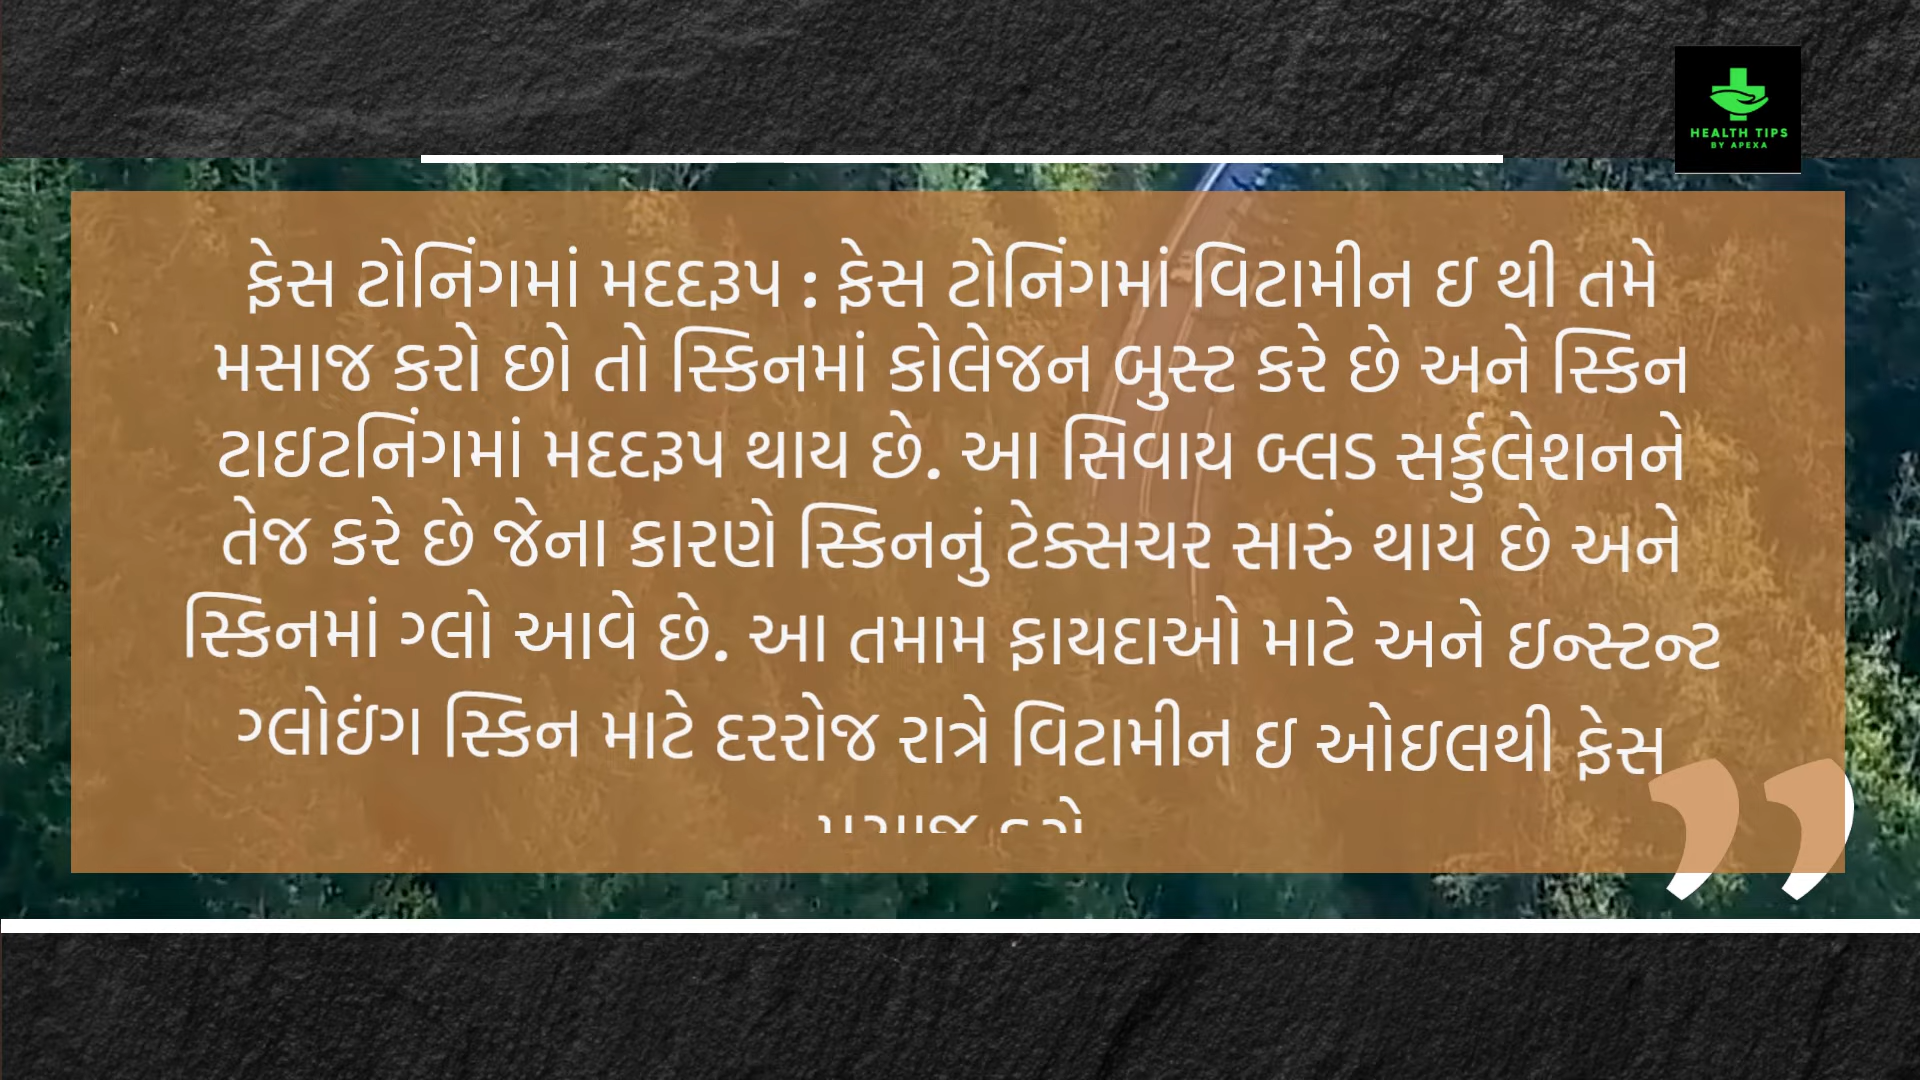 HEALTH TIPS
BY APEXA
ફેસ ટોનિંગમાં મદદરૂપ : ફેસ ટોનિંગમાં વિટામીન ઇ થી તમે
મસાજ કરો છો તો સ્કિનમાં કોલેજન બુસ્ટ કરે છે અને સ્કિન
ટાઇટનિંગમાં મદદરૂપ થાય છે. આ સિવાય બ્લડ સર્કુલેશનને
તેજ કરે છે જેના કારણે સ્કિનનું ટેક્સચર સારું થાય છે અને
સ્કિનમાં ગ્લો આવે છે. આ તમામ ફાયદાઓ માટે અને ઇન્સ્ટન્ટ
ગ્લોઇંગ સ્કિન માટે દરરોજ રાત્રે વિટામીન ઇ ઓઇલથી ફેસ